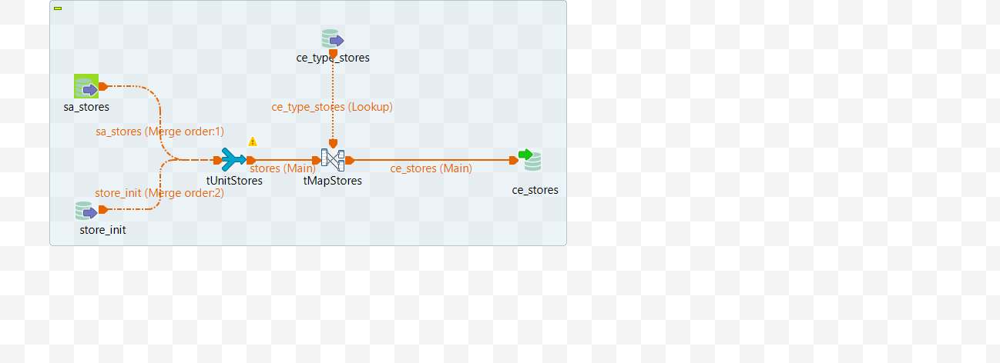 ce_type_stores
sa_stores
ce_type_stores (Lookup)
sa_stores (Merge order:1)
stores (Main)
ce_stores (Main)
tUnitStores
tMapStores
ce_stores
store_init (Merge order:2)
store_init